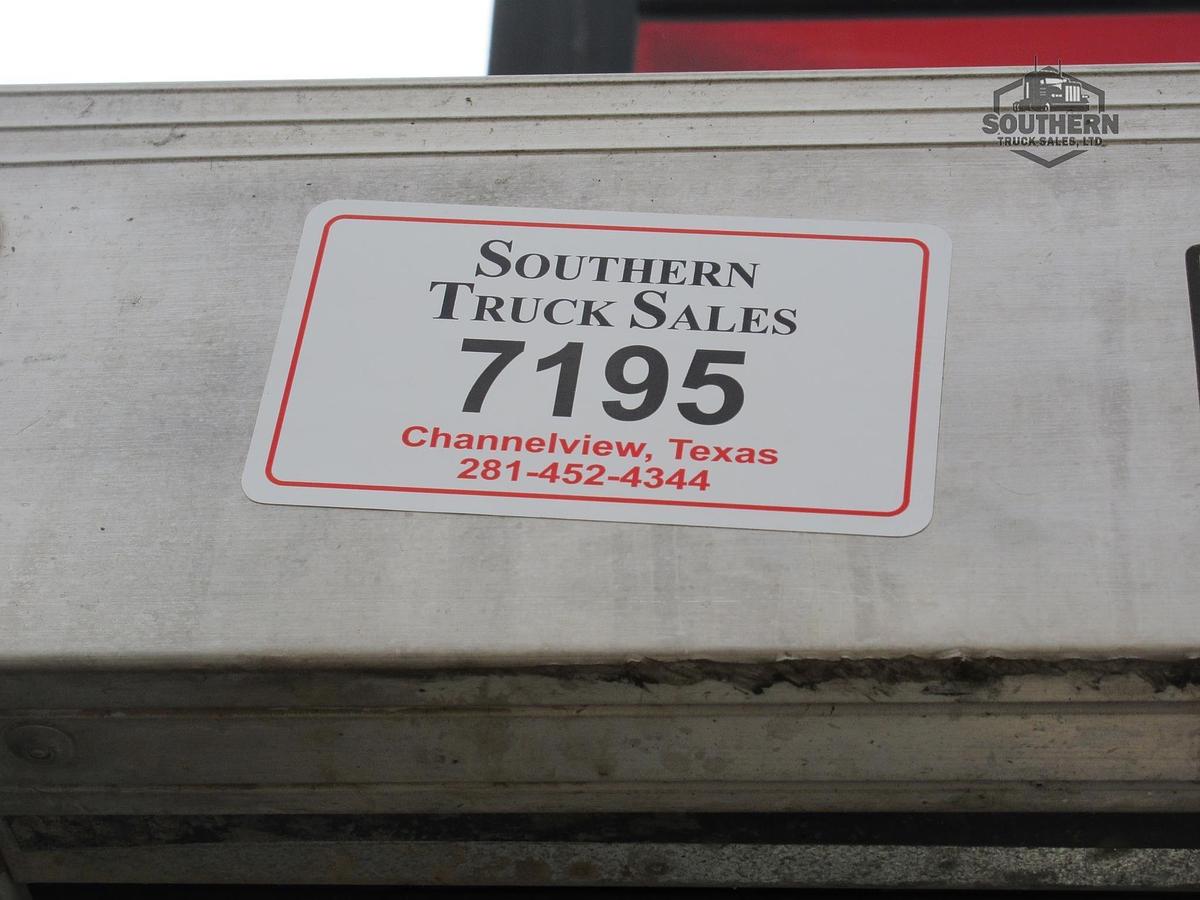 SOUTHERN
TRUCK SALES, LTD
SOUTHERN
TRUCK SALES
7195
Channelview, Texas
281-452-4344